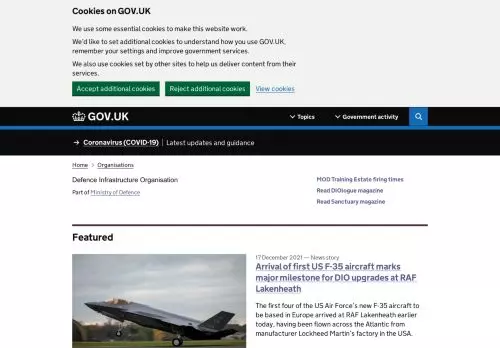 Cookies on GOV.UK
We use some essential cookies to make this website work.
We'd like to set additional cookies to understand how you use GOV.UK,
remember your settings and improve government services.
We also use cookies set by other sites to help us deliver content from their
services.
Accept additional cookies Reject additional cookies View cookies
GOV.UK Topics Government activity
→ Coronavirus (COVID-19) Latest updates and guidance
Home > Organisations
Defence Infrastructure Organisation
Part of Ministry of Defence
MOD Training Estate firing times
Read DIOlogue magazine
Read Sanctuary magazine
Featured
17 December 2021 — News story
Arrival of first US F-35 aircraft marks
major milestone for DIO upgrades at RAF
Lakenheath
The first four of the US Air Force's new F-35 aircraft to
be based in Europe arrived at RAF Lakenheath earlier
today, having been flown across the Atlantic from
manufacturer Lockheed Martin's factory in the USA.